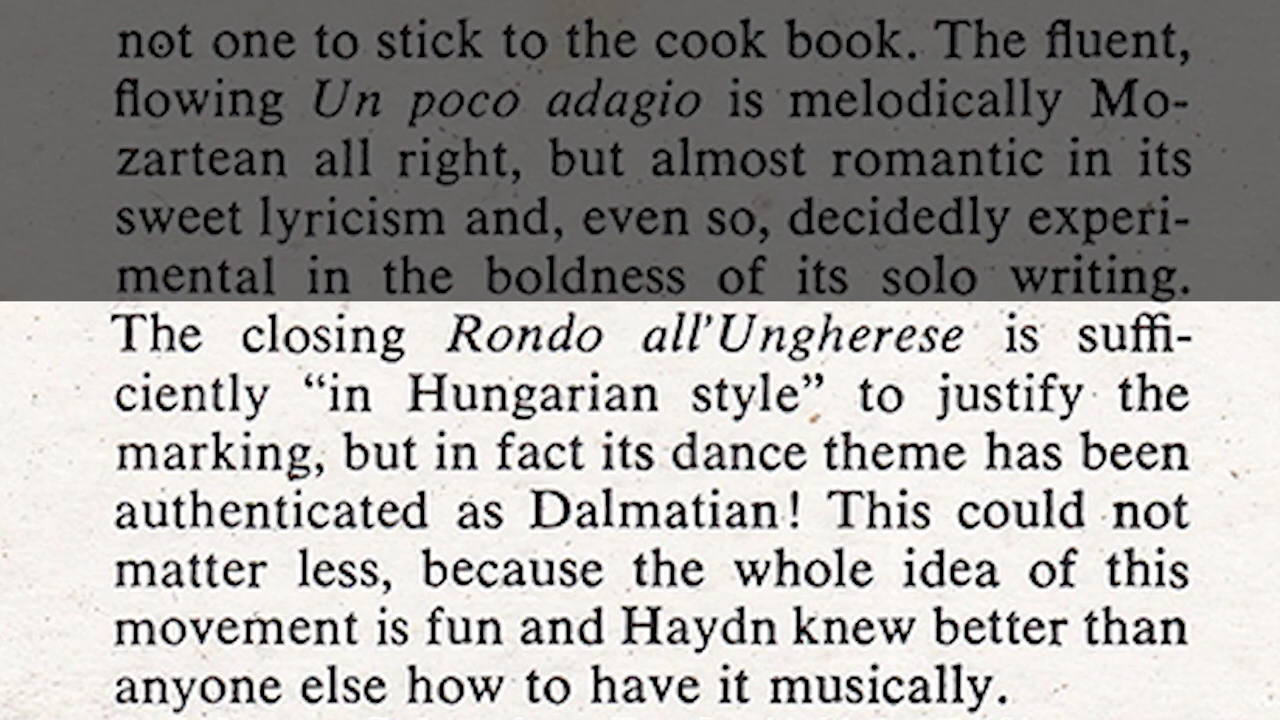 not one to stick to the cook book. The fluent,
flowing Un poco adagio is melodically Mo-
zartean all right, but almost romantic in its
sweet lyricism and, even so, decidedly experi-
mental in the boldness of its solo writing.
The closing Rondo all'Ungherese is suffi-
ciently “in Hungarian style” to justify the
marking, but in fact its dance theme has been
authenticated as Dalmatian! This could not
matter less, because the whole idea of this
movement is fun and Haydn knew better than
anyone else how to have it musically.